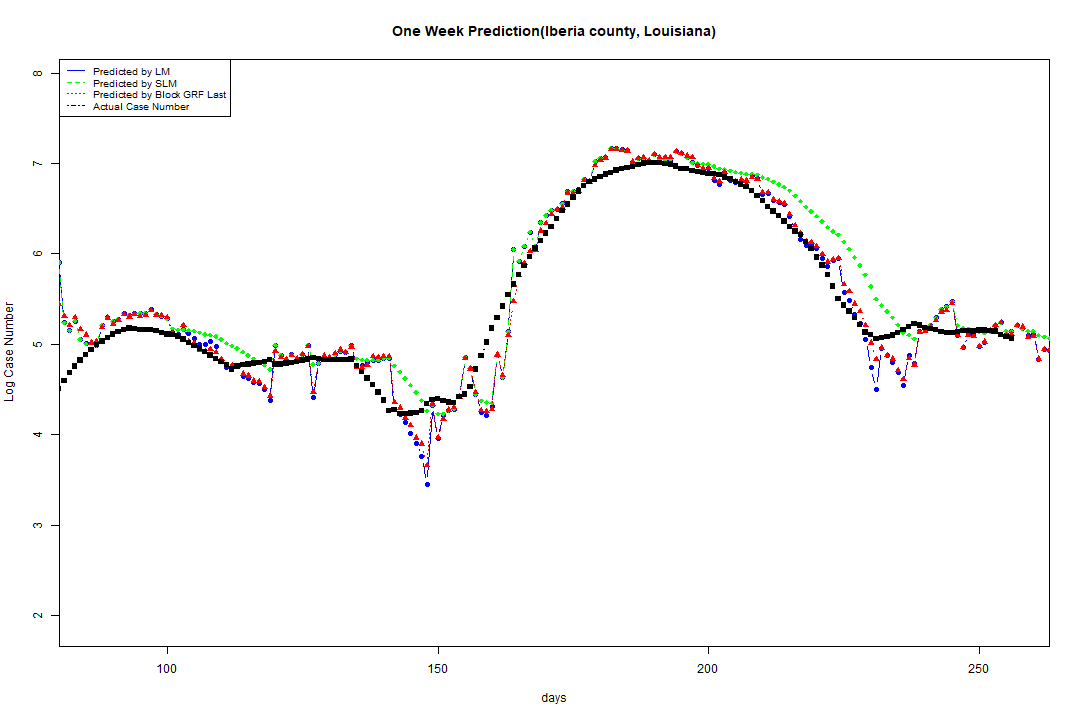 One Week Prediction(Iberia county, Louisiana)
Predicted by LM
Predicted by SLM
Predicted by Block GRF Last
Actual Case Number
8
7
6
5
4
3
2
Log Case Number
100 150 200 250
days